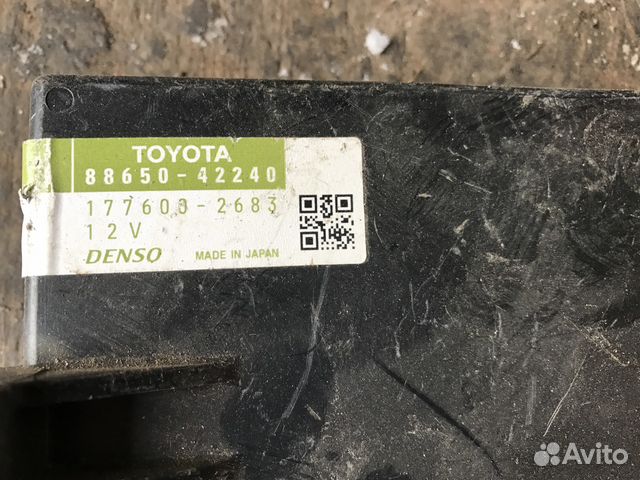 TOYOTA
88650-42240
177600-2683
12V
DENSO MADE IN JAPAN
Avito